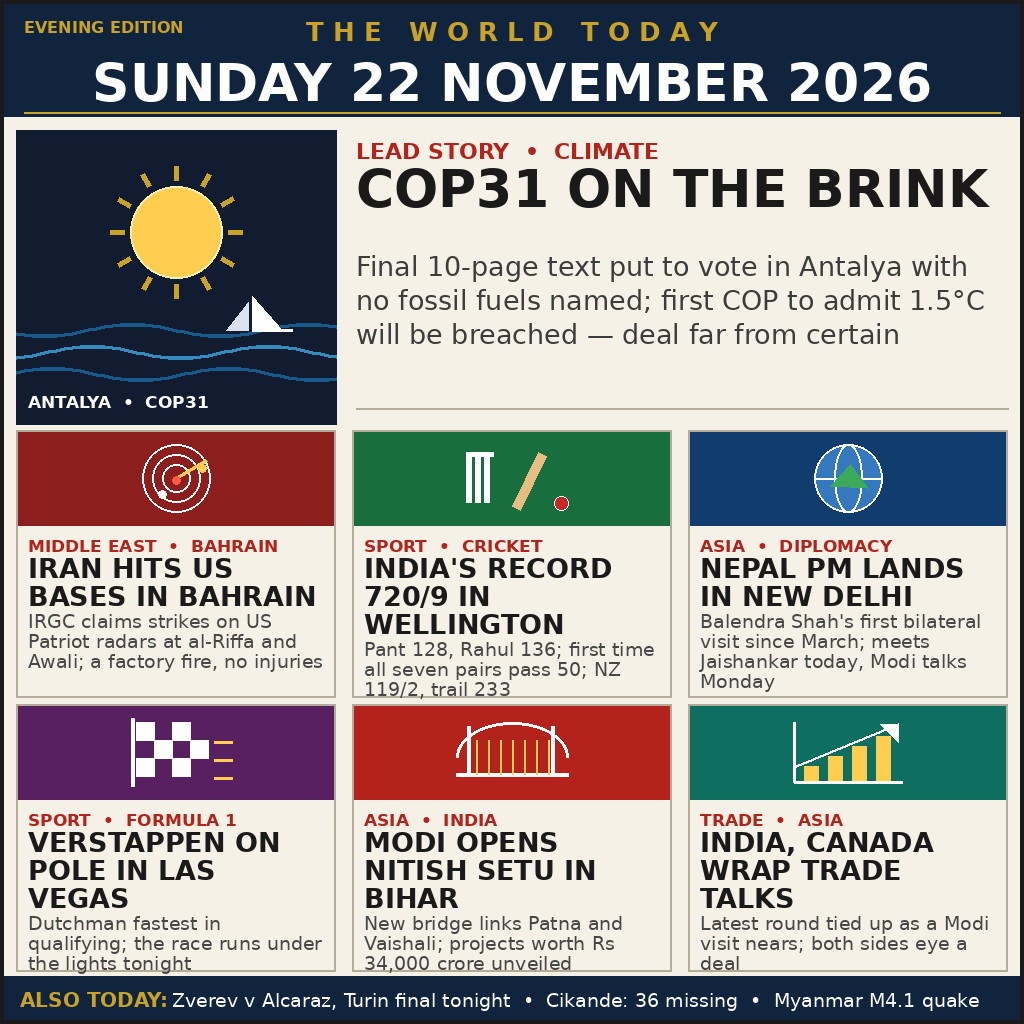 EVENING EDITION
THE WORLD TODAY
SUNDAY 22 NOVEMBER 2026
LEAD STORY • CLIMATE
COP31 ON THE BRINK
Final 10-page text put to vote in Antalya with
no fossil fuels named; first COP to admit 1.5°C
will be breached — deal far from certain
ANTALYA • COP31
MIDDLE EAST • BAHRAIN
IRAN HITS US
BASES IN BAHRAIN
IRGC claims strikes on US
Patriot radars at al-Riffa and
Awali; a factory fire, no injuries
SPORT • CRICKET
INDIA'S RECORD
720/9 IN
WELLINGTON
Pant 128, Rahul 136; first time
all seven pairs pass 50; NZ
119/2, trail 233
ASIA • DIPLOMACY
NEPAL PM LANDS
IN NEW DELHI
Balendra Shah's first bilateral
visit since March; meets
Jaishankar today, Modi talks
Monday
SPORT • FORMULA 1
VERSTAPPEN ON
POLE IN LAS
VEGAS
Dutchman fastest in
qualifying; the race runs under
the lights tonight
ASIA • INDIA
MODI OPENS
NITISH SETU IN
BIHAR
New bridge links Patna and
Vaishali; projects worth Rs
34,000 crore unveiled
TRADE • ASIA
INDIA, CANADA
WRAP TRADE
TALKS
Latest round tied up as a Modi
visit nears; both sides eye a
deal
ALSO TODAY: Zverev v Alcaraz, Turin final tonight • Cikande: 36 missing • Myanmar M4.1 quake